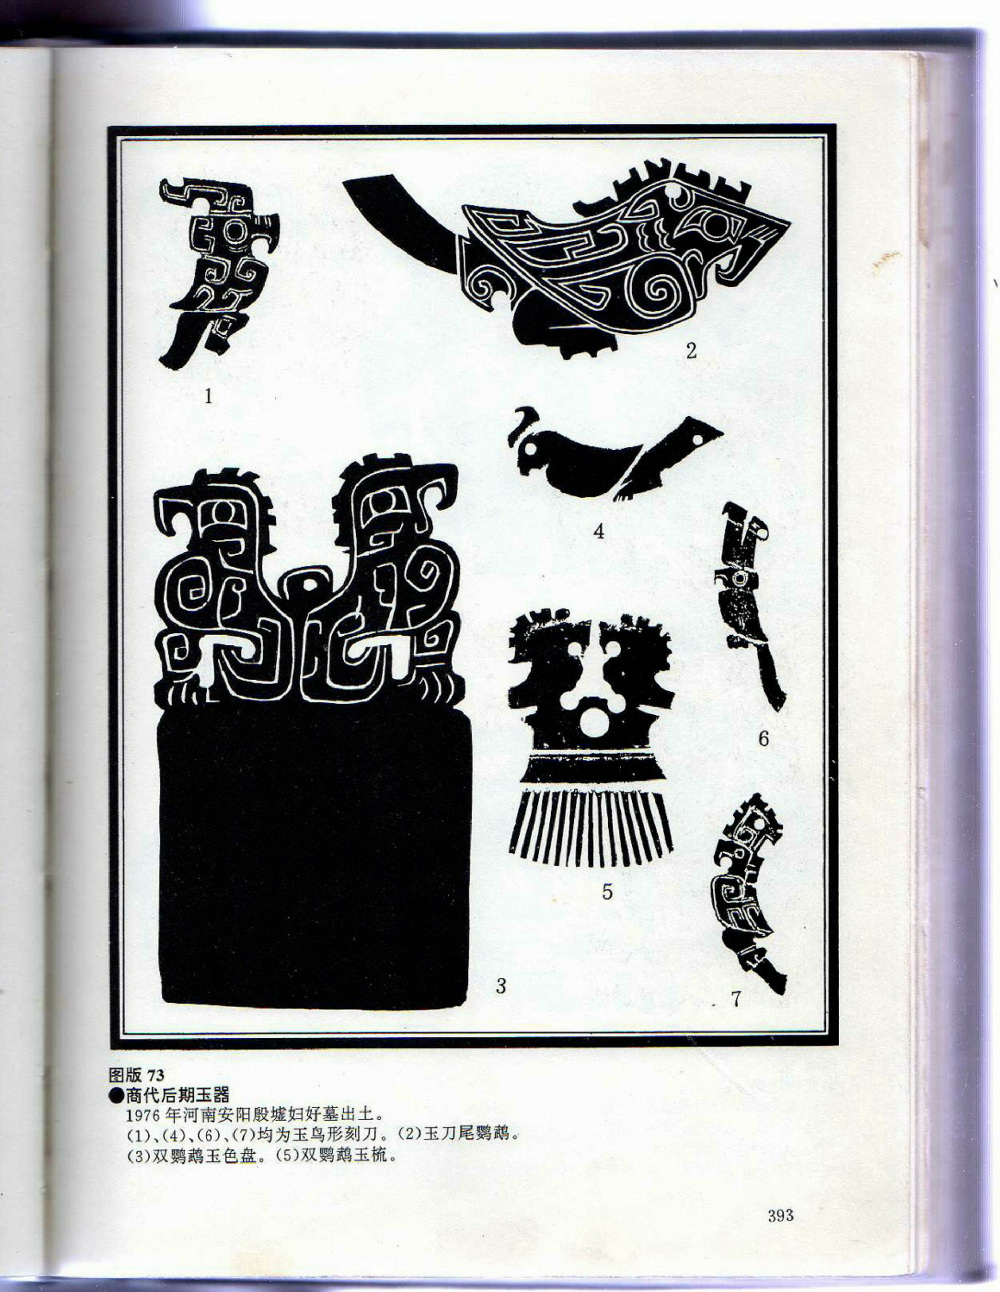 1
2
4
6
5
3
7
图版 73
●商代后期玉器
1976 年河南安阳殷墟妇好墓出土。
(1)、(4)、(6)、(7)均为玉鸟形刻刀。(2)玉刀尾鹦鹉。
(3)双鹦鹉玉色盘。(5)双鹦鹉玉梳。
393